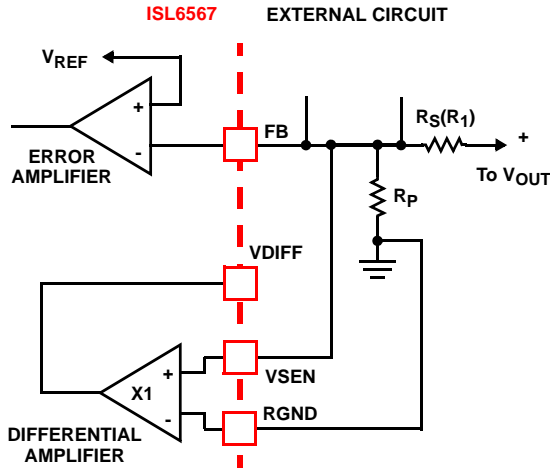 ISL6567 EXTERNAL CIRCUIT
VREF
+
-
ERROR
AMPLIFIER
FB
RS(R1)
+
To VOUT
RP
VDIFF
X1
+
-
VSEN
RGND
DIFFERENTIAL
AMPLIFIER